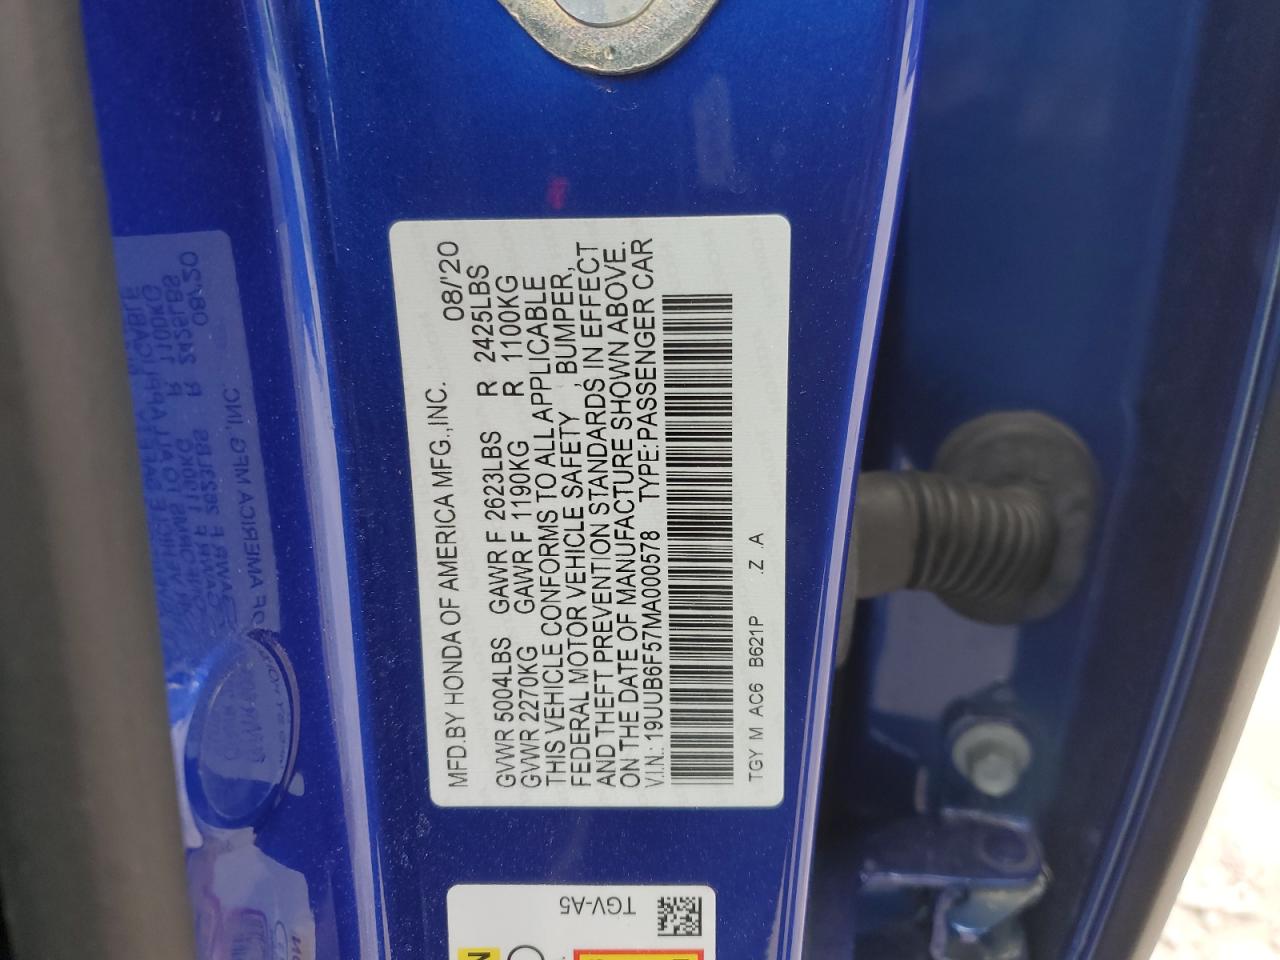 MFD.BY HONDA OF AMERICA MFG.,INC. 08/'20
GVWR 5004LBS GAWR F 2623LBS R 2425LBS
GVWR 2270KG GAWR F 1190KG R 1100KG
THIS VEHICLE CONFORMS TO ALL APPLICABLE
FEDERAL MOTOR VEHICLE SAFETY , BUMPER,
AND THEFT PREVENTION STANDARDS IN EFFECT
ON THE DATE OF MANUFACTURE SHOWN ABOVE.
V.I.N.: 19UUB6F57MA000578 TYPE:PASSENGER CAR
TGY M AC6 B621P .Z .A
TGV-A5